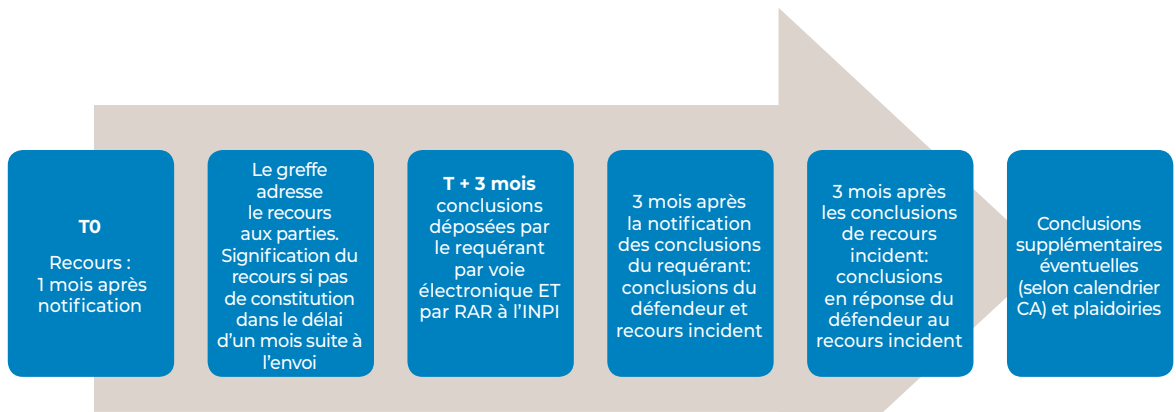 T0
Recours :
1 mois après
notification
Le greffe
adresse
le recours
aux parties.
Signification du
recours si pas
de constitution
dans le délai
d'un mois suite à
l'envoi
T + 3 mois
conclusions
déposées par
le requérant
par voie
électronique ET
par RAR à l'INPI
3 mois après
la notification
des conclusions
du requérant:
conclusions du
défendeur et
recours incident
3 mois après
les conclusions
de recours
incident:
conclusions
en réponse du
défendeur au
recours incident
Conclusions
supplémentaires
éventuelles
(selon calendrier
CA) et plaidoiries